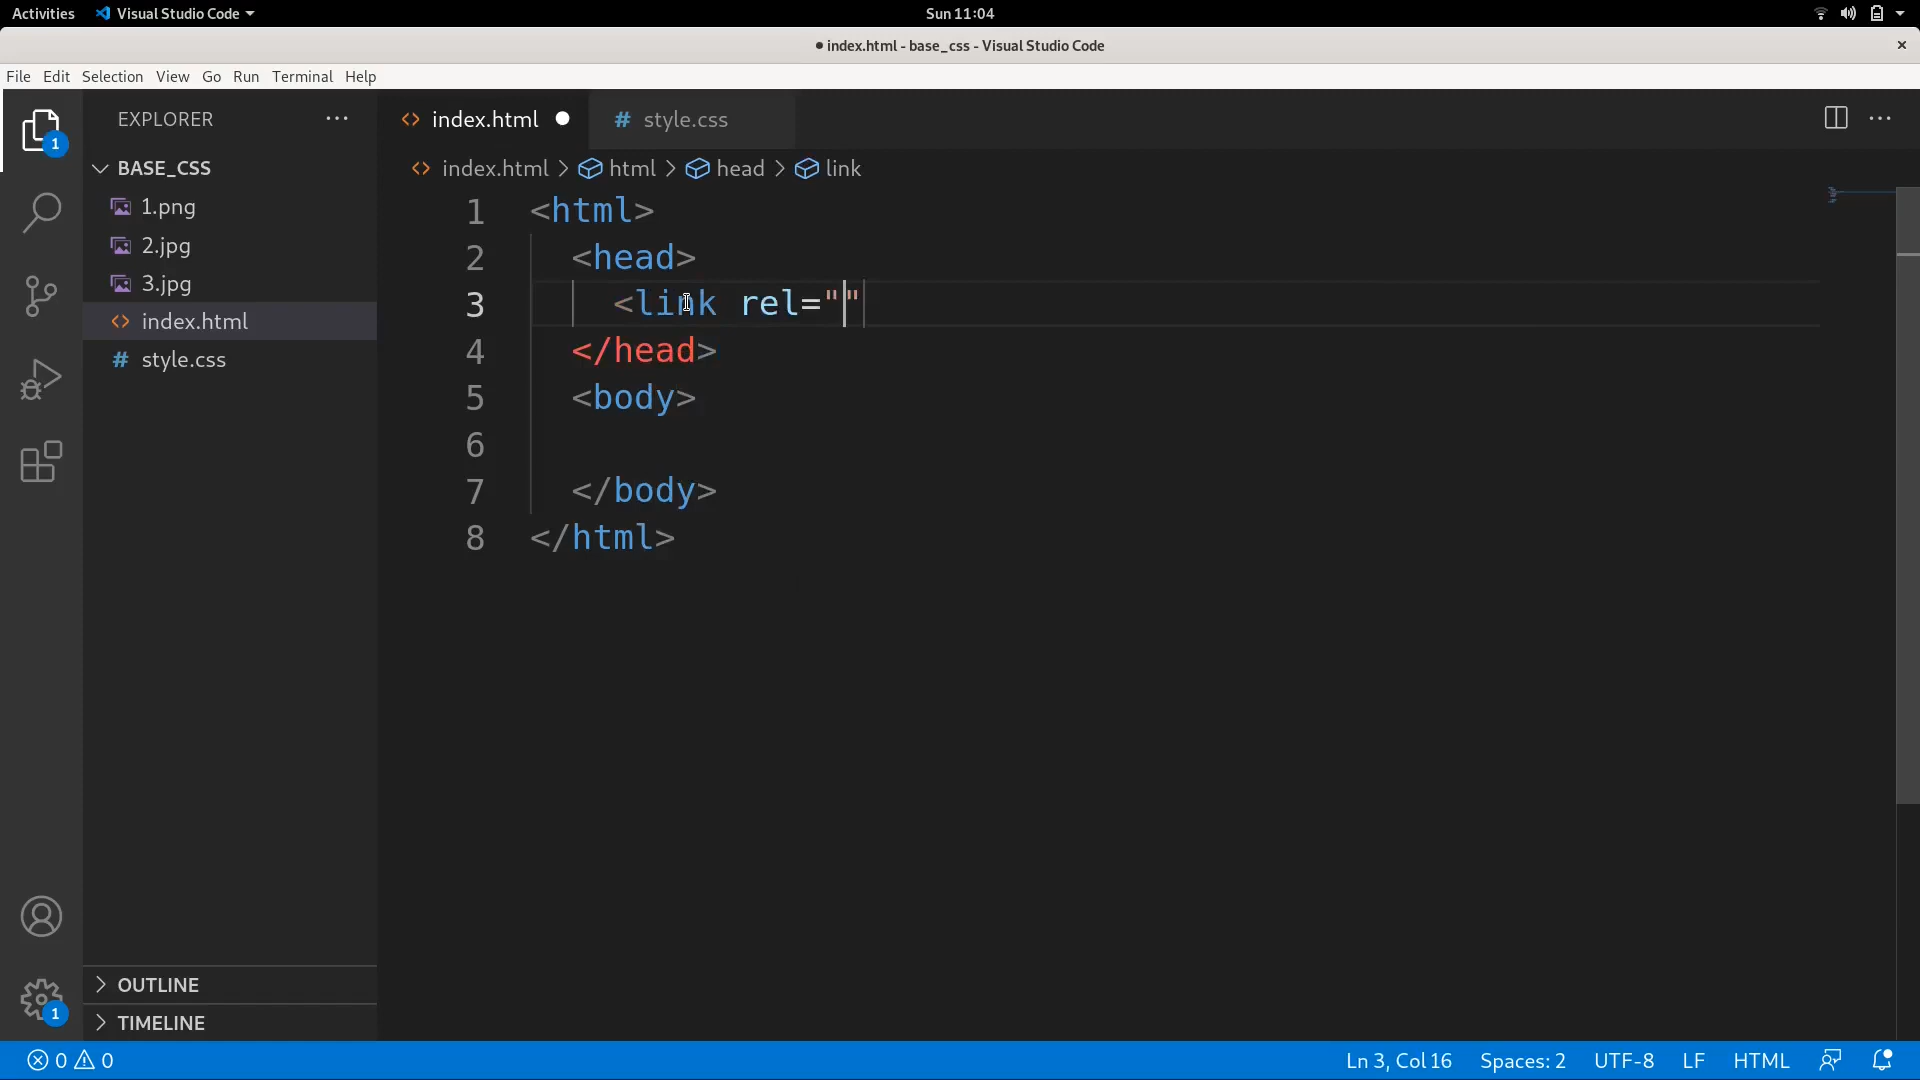 Activities Visual Studio Code Sun 11:04
● index.html - base_css - Visual Studio Code ×
File Edit Selection View Go Run Terminal Help
1 EXPLORER ··· <> index.html ● # style.css ···
BASE_CSS
<> index.html > html > head > link
1.png
2.jpg
3.jpg
<> index.html
# style.css
1 <html>
2   <head>
3     <link rel=""
4   </head>
5   <body>
6
7   </body>
8 </html>
OUTLINE
1
TIMELINE
0 0 Ln 3, Col 16 Spaces: 2 UTF-8 LF HTML